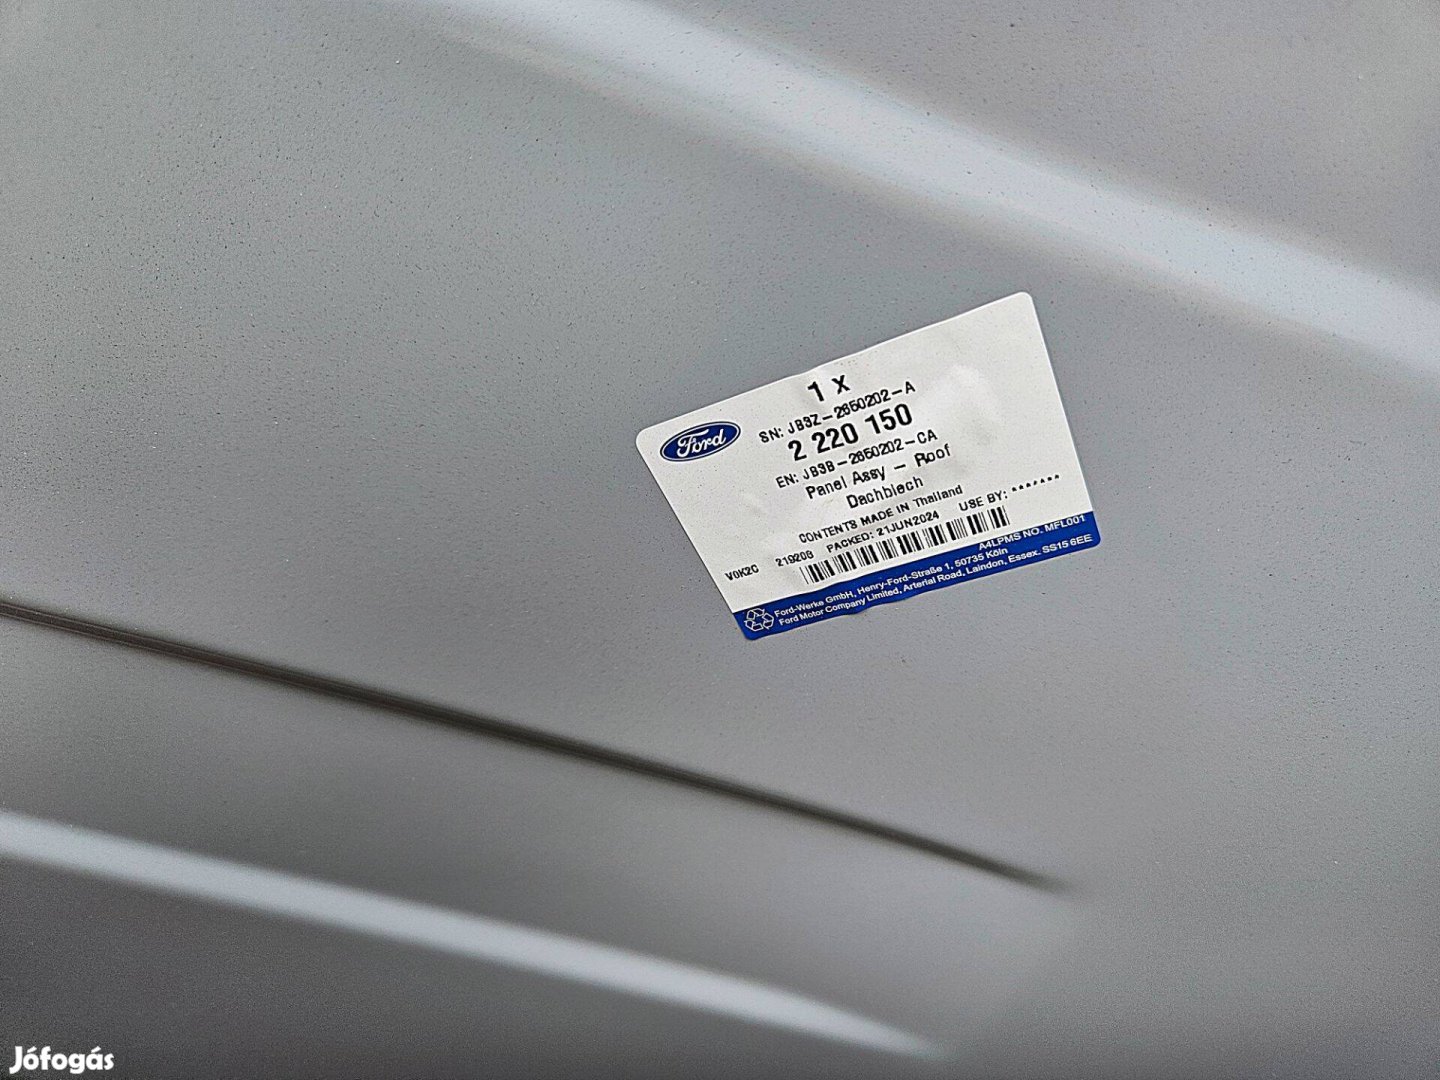 1 X
Ford
SN: JB3Z-2650202-A
2 220 150
EN: JB3B-2650202-CA
Panel Assy - Roof
Dachblech
CONTENTS MADE IN Thailand
V0K2C 219208 PACKED: 21JUN2024 USE BY: *******
A4LPMS NO. MFL001
Ford-Werke GmbH, Henry-Ford-Straße 1, 50735 Köln
Ford Motor Company Limited, Arterial Road, Laindon, Essex. SS15 6EE
Jófogás